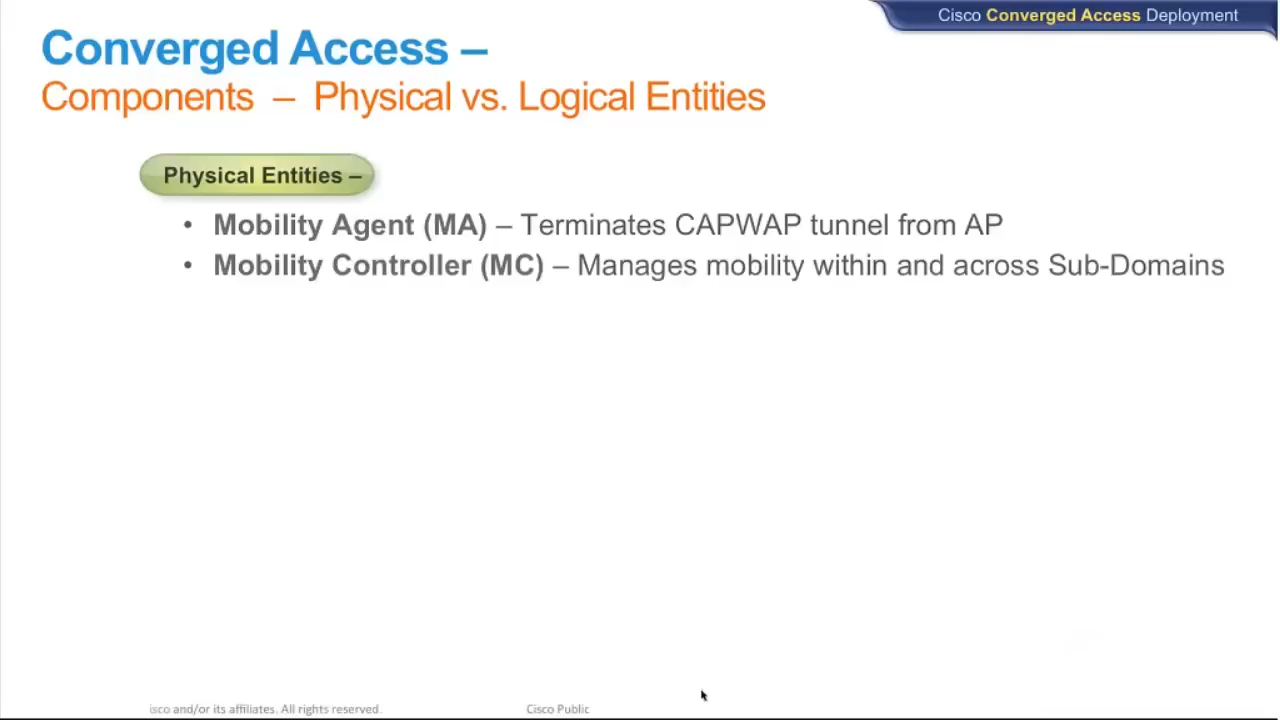 Cisco Converged Access Deployment
Converged Access –
Components – Physical vs. Logical Entities
Physical Entities –
• Mobility Agent (MA) – Terminates CAPWAP tunnel from AP
• Mobility Controller (MC) – Manages mobility within and across Sub-Domains
isco and/or its affiliates. All rights reserved. Cisco Public